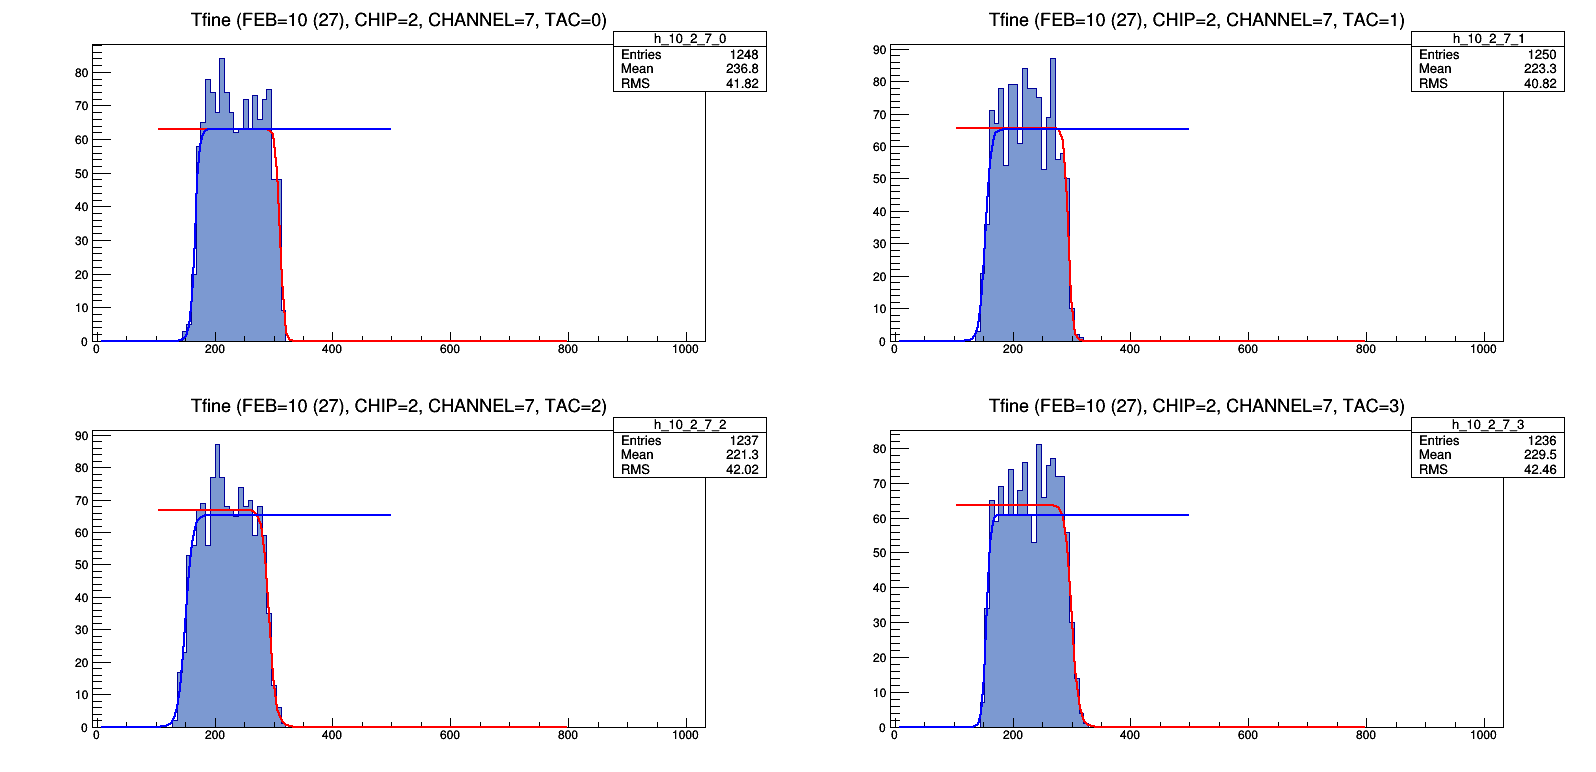 Tfine (FEB=10 (27), CHIP=2, CHANNEL=7, TAC=0)
h_10_2_7_0
Entries 1248
Mean 236.8
RMS 41.82
80
70
60
50
40
30
20
10
0
0 200 400 600 800 1000
Tfine (FEB=10 (27), CHIP=2, CHANNEL=7, TAC=1)
h_10_2_7_1
Entries 1250
Mean 223.3
RMS 40.82
90
80
70
60
50
40
30
20
10
0
0 200 400 600 800 1000
Tfine (FEB=10 (27), CHIP=2, CHANNEL=7, TAC=2)
h_10_2_7_2
Entries 1237
Mean 221.3
RMS 42.02
90
80
70
60
50
40
30
20
10
0
0 200 400 600 800 1000
Tfine (FEB=10 (27), CHIP=2, CHANNEL=7, TAC=3)
h_10_2_7_3
Entries 1236
Mean 229.5
RMS 42.46
80
70
60
50
40
30
20
10
0
0 200 400 600 800 1000